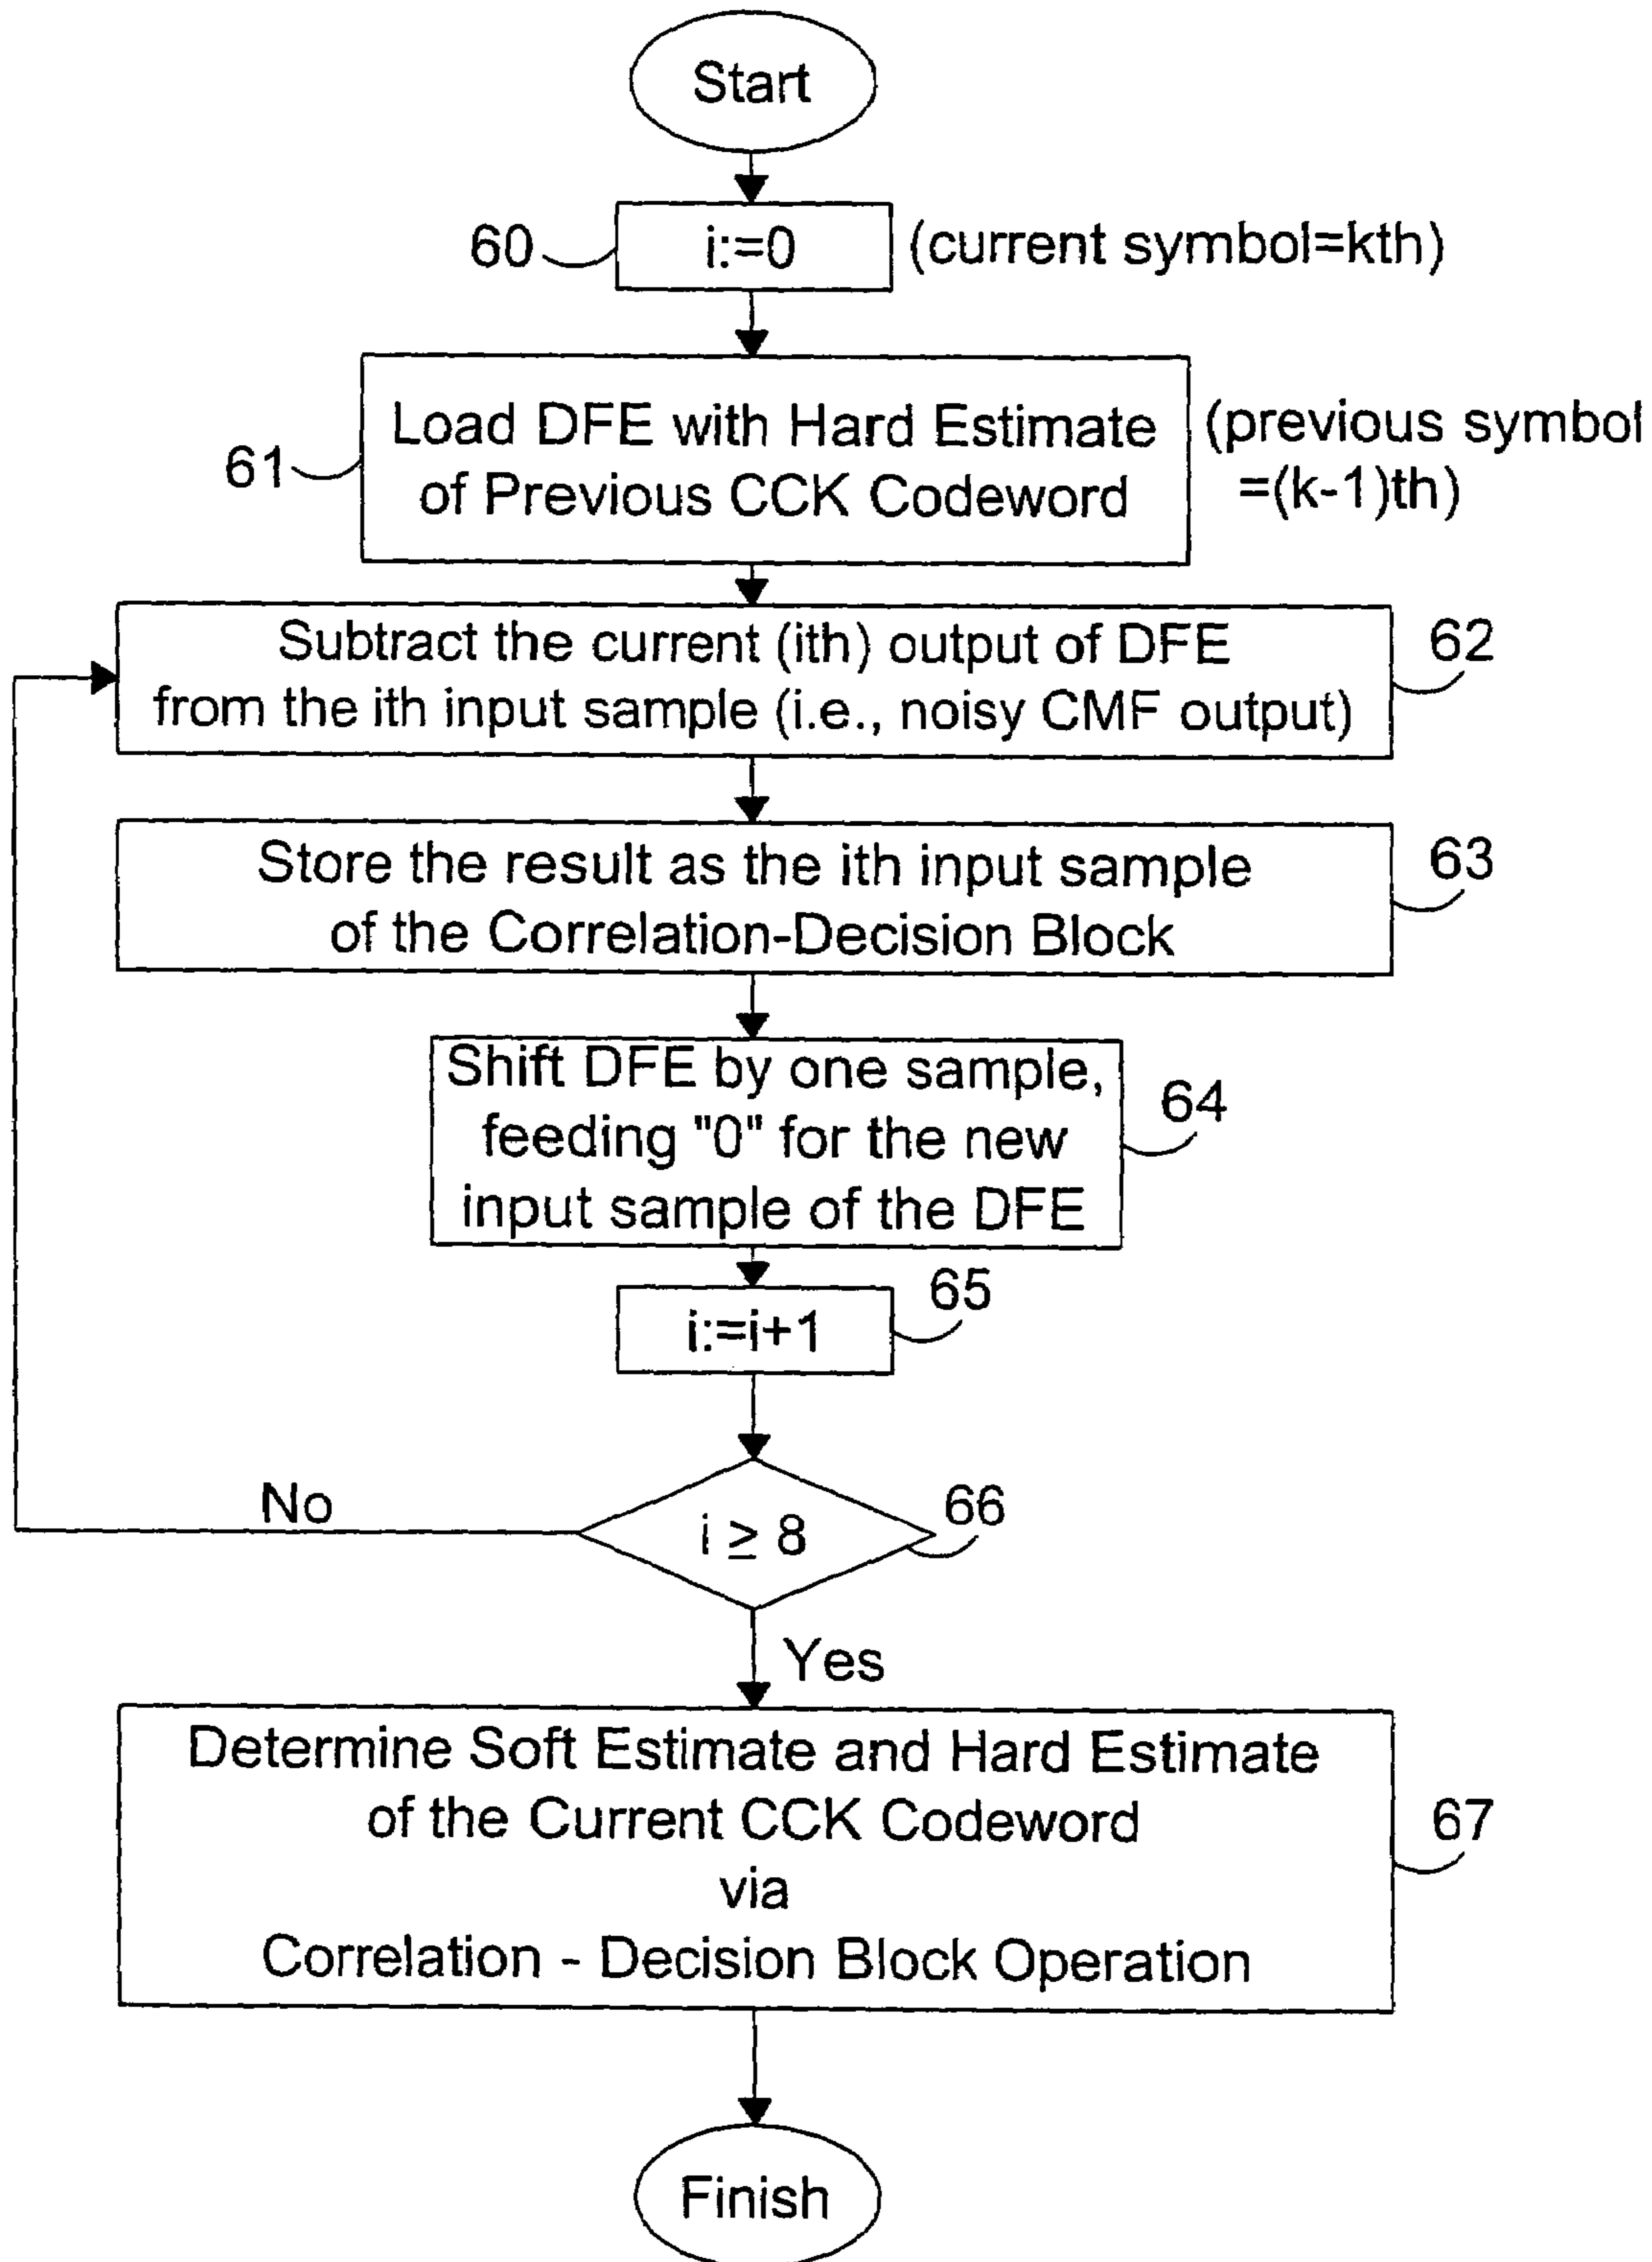 Start
60
i:=0
(current symbol=kth)
Load DFE with Hard Estimate
of Previous CCK Codeword
61
(previous symbol
=(k-1)th)
Subtract the current (ith) output of DFE
from the ith input sample (i.e., noisy CMF output)
62
Store the result as the ith input sample
of the Correlation-Decision Block
63
Shift DFE by one sample,
feeding "0" for the new
input sample of the DFE
64
i:=i+1
65
No
i ≥ 8
66
Yes
Determine Soft Estimate and Hard Estimate
of the Current CCK Codeword
via
Correlation - Decision Block Operation
67
Finish